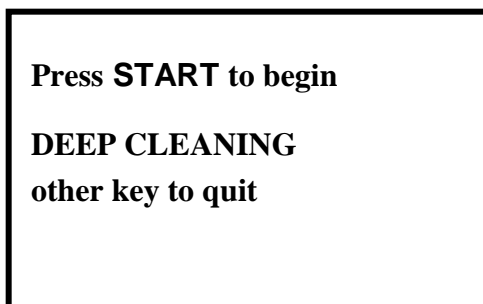 Press START to begin
DEEP CLEANING
other key to quit